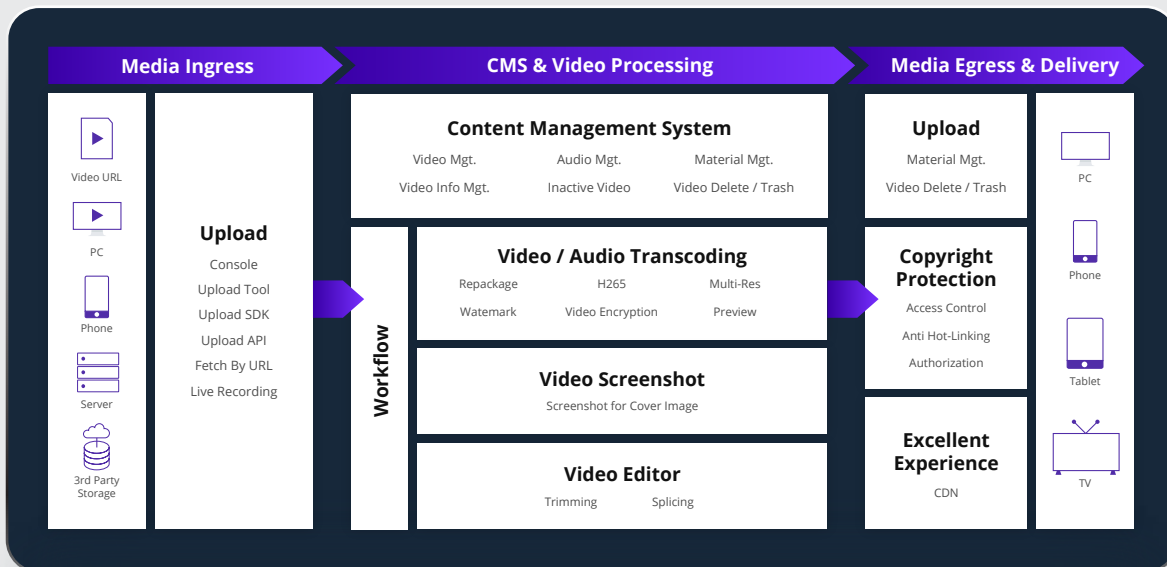 Media Ingress
CMS & Video Processing
Media Egress & Delivery
Video URL
PC
Phone
Server
3rd Party
Storage
Upload
Console
Upload Tool
Upload SDK
Upload API
Fetch By URL
Live Recording
Content Management System
Video Mgt. Audio Mgt. Material Mgt.
Video Info Mgt. Inactive Video Video Delete / Trash
Workflow
Video / Audio Transcoding
Repackage H265 Multi-Res
Watemark Video Encryption Preview
Video Screenshot
Screenshot for Cover Image
Video Editor
Trimming Splicing
Upload
Material Mgt.
Video Delete / Trash
Copyright
Protection
Access Control
Anti Hot-Linking
Authorization
Excellent
Experience
CDN
PC
Phone
Tablet
TV